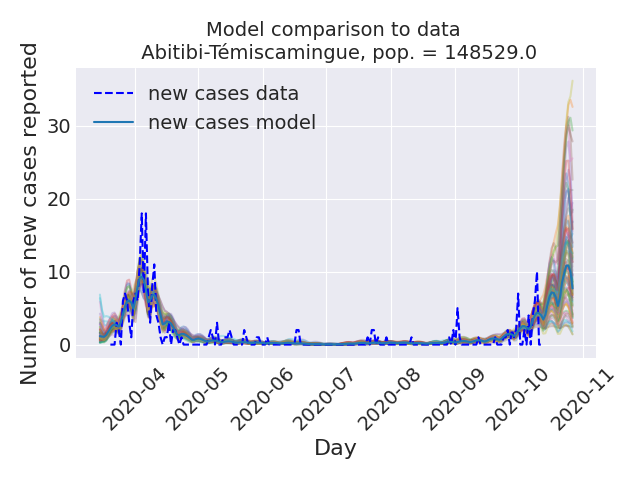 Model comparison to data
Abitibi-Témiscamingue, pop. = 148529.0
Number of new cases reported
30
20
10
0
new cases data
new cases model
2020-04
2020-05
2020-06
2020-07
2020-08
2020-09
2020-10
2020-11
Day